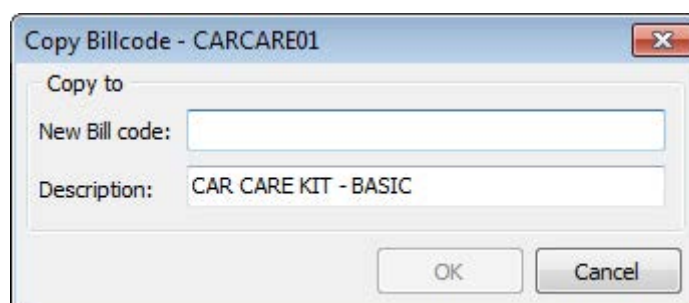 Copy Billcode - CARCARE01
Copy to
New Bill code:
Description: CAR CARE KIT - BASIC
OK Cancel